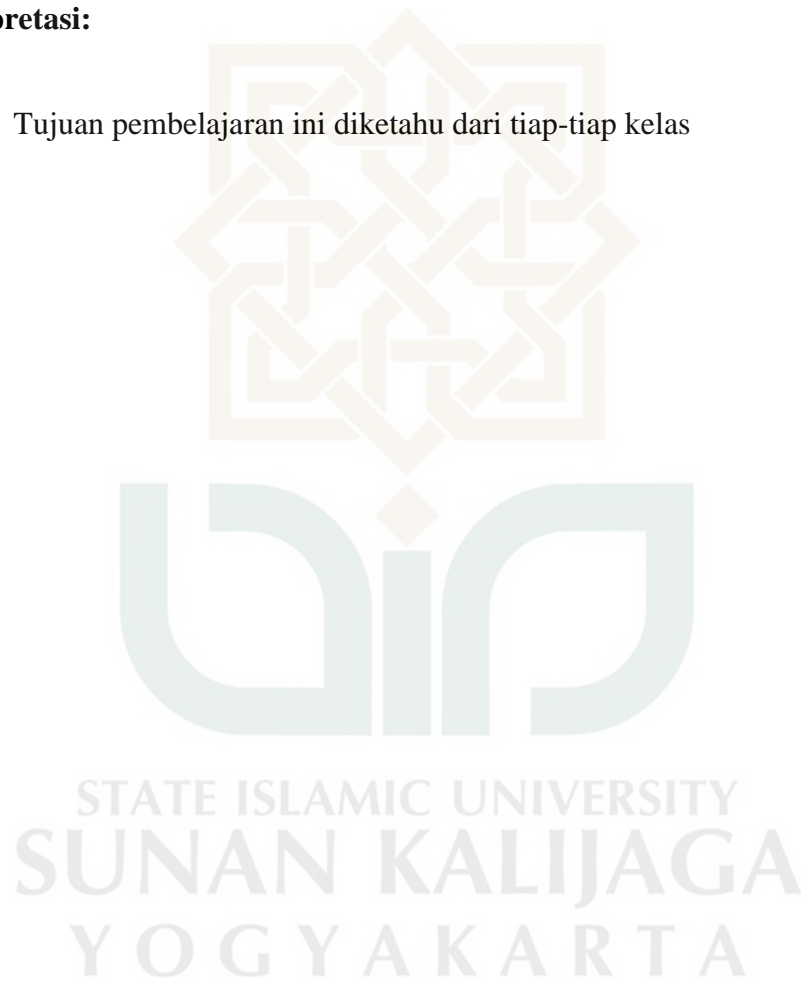 pretasi:
Tujuan pembelajaran ini diketahu dari tiap-tiap kelas
STATE ISLAMIC UNIVERSITY
SUNAN KALIJAGA
YOGYAKARTA